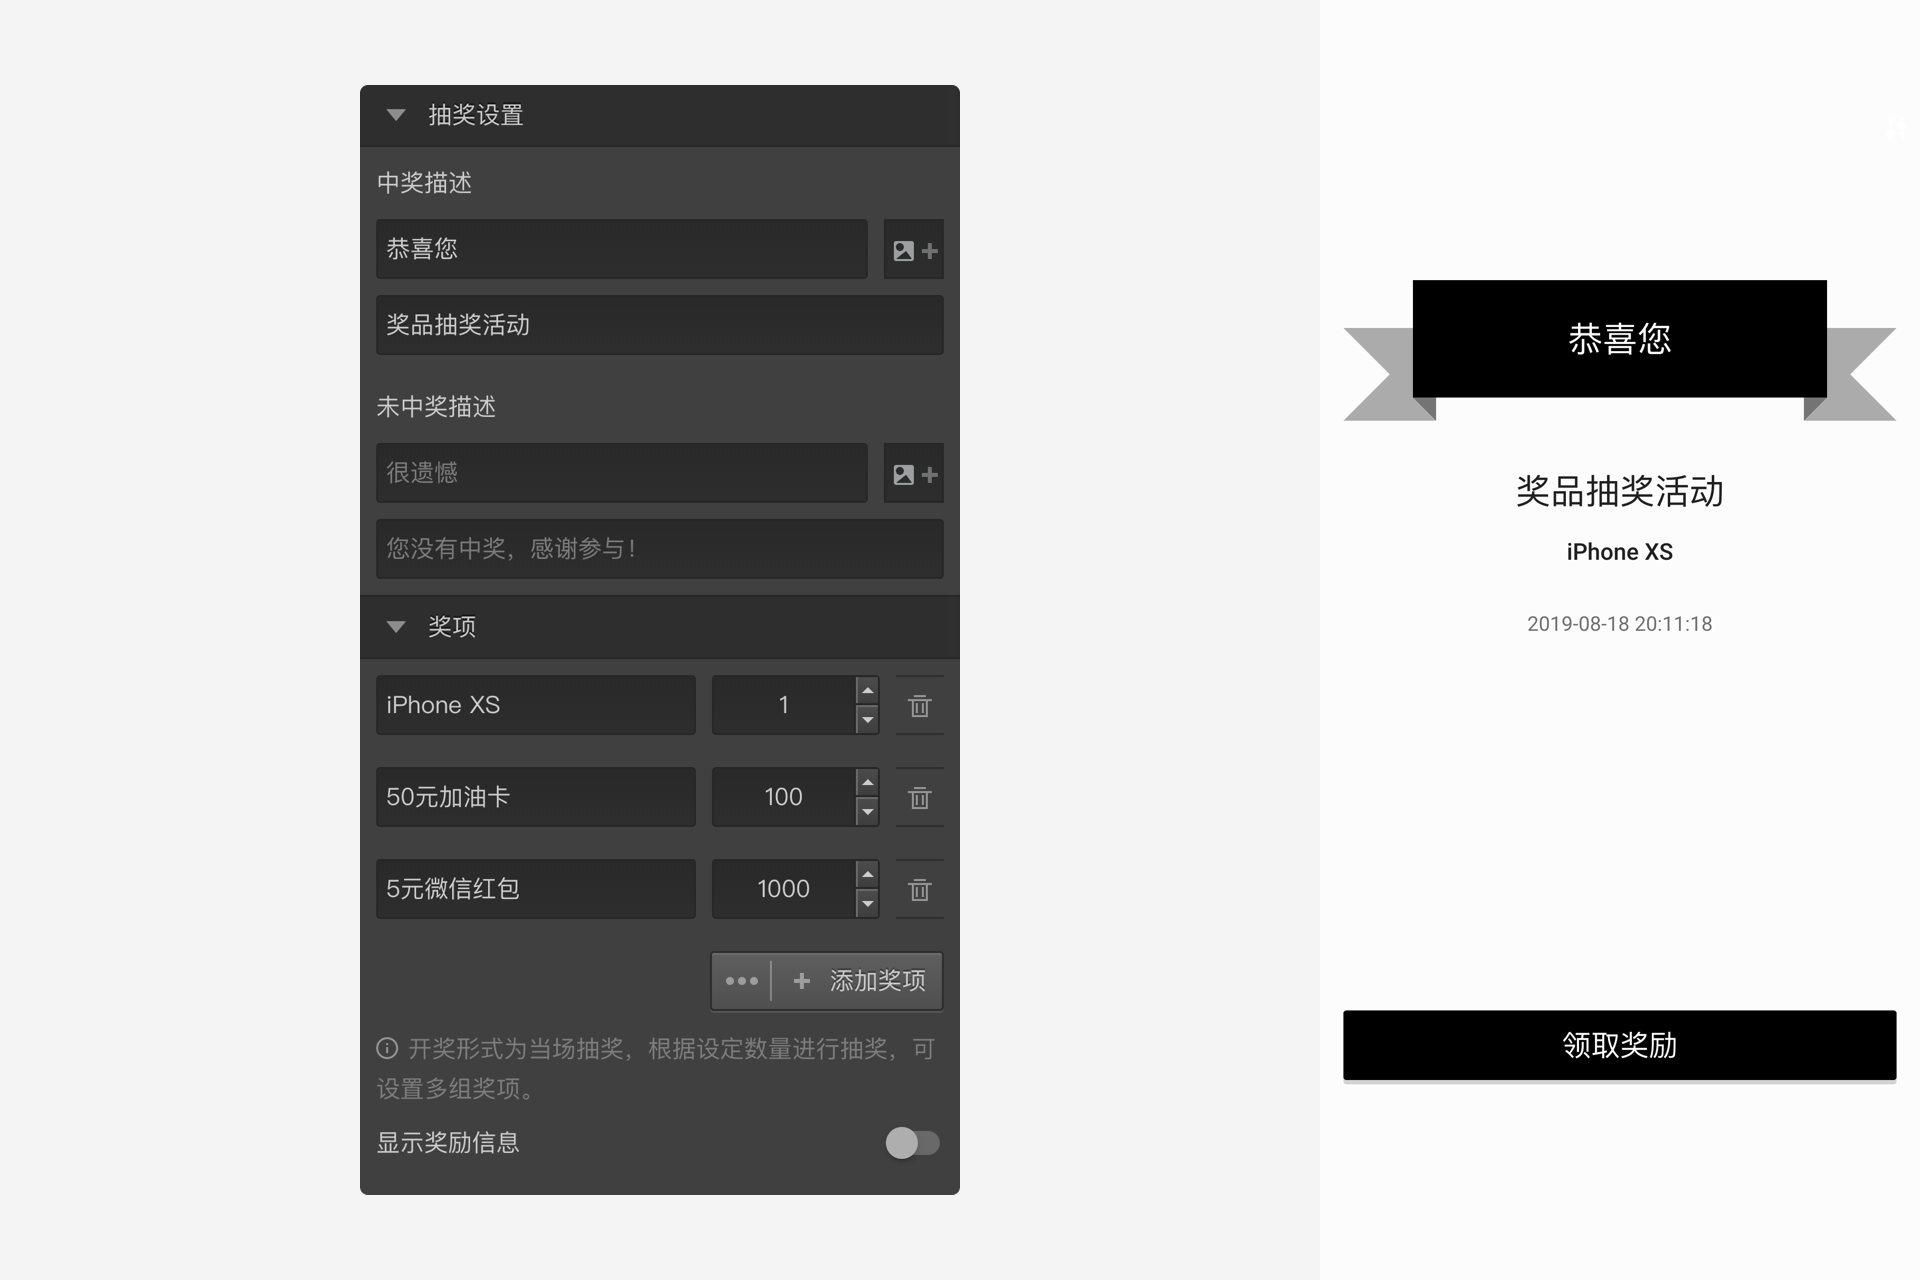 抽奖设置
中奖描述
恭喜您
奖品抽奖活动
未中奖描述
很遗憾
您没有中奖，感谢参与！
奖项
iPhone XS
1
50元加油卡
100
5元微信红包
1000
添加奖项
开奖形式为当场抽奖，根据设定数量进行抽奖，可
设置多组奖项。
显示奖励信息
恭喜您
奖品抽奖活动
iPhone XS
2019-08-18 20:11:18
领取奖励